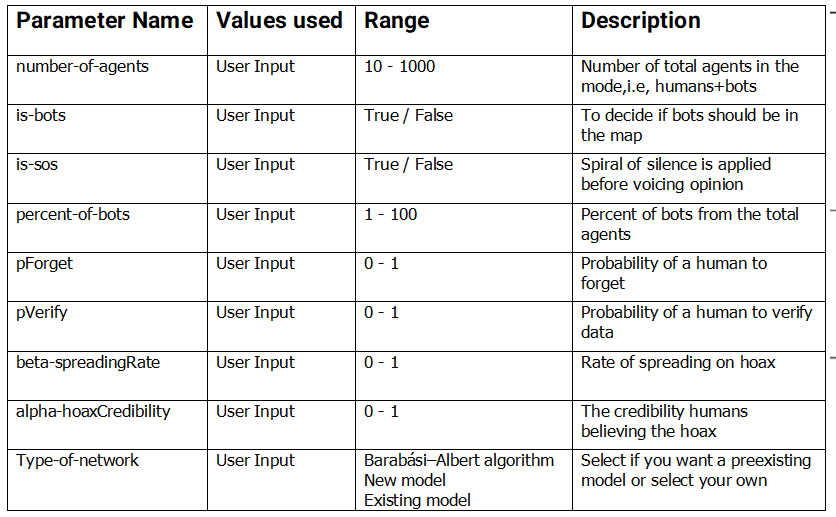 Parameter Name Values used Range Description
number-of-agents User Input 10 - 1000 Number of total agents in the
mode,i.e, humans+bots
is-bots User Input True / False To decide if bots should be in
the map
is-sos User Input True / False Spiral of silence is applied
before voicing opinion
percent-of-bots User Input 1 - 100 Percent of bots from the total
agents
pForget User Input 0 - 1 Probability of a human to
forget
pVerify User Input 0 - 1 Probability of a human to verify
data
beta-spreadingRate User Input 0 - 1 Rate of spreading on hoax
alpha-hoaxCredibility User Input 0 - 1 The credibility humans
believing the hoax
Type-of-network User Input Barabási–Albert algorithm Select if you want a preexisting
New model model or select your own
Existing model